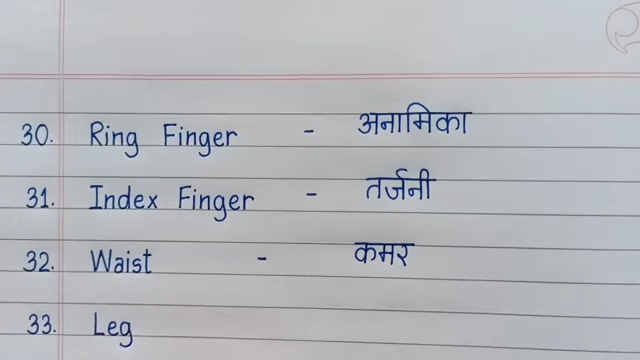 30. Ring Finger - अनामिका
31. Index Finger - तर्जनी
32. Waist - कमर
33. Leg